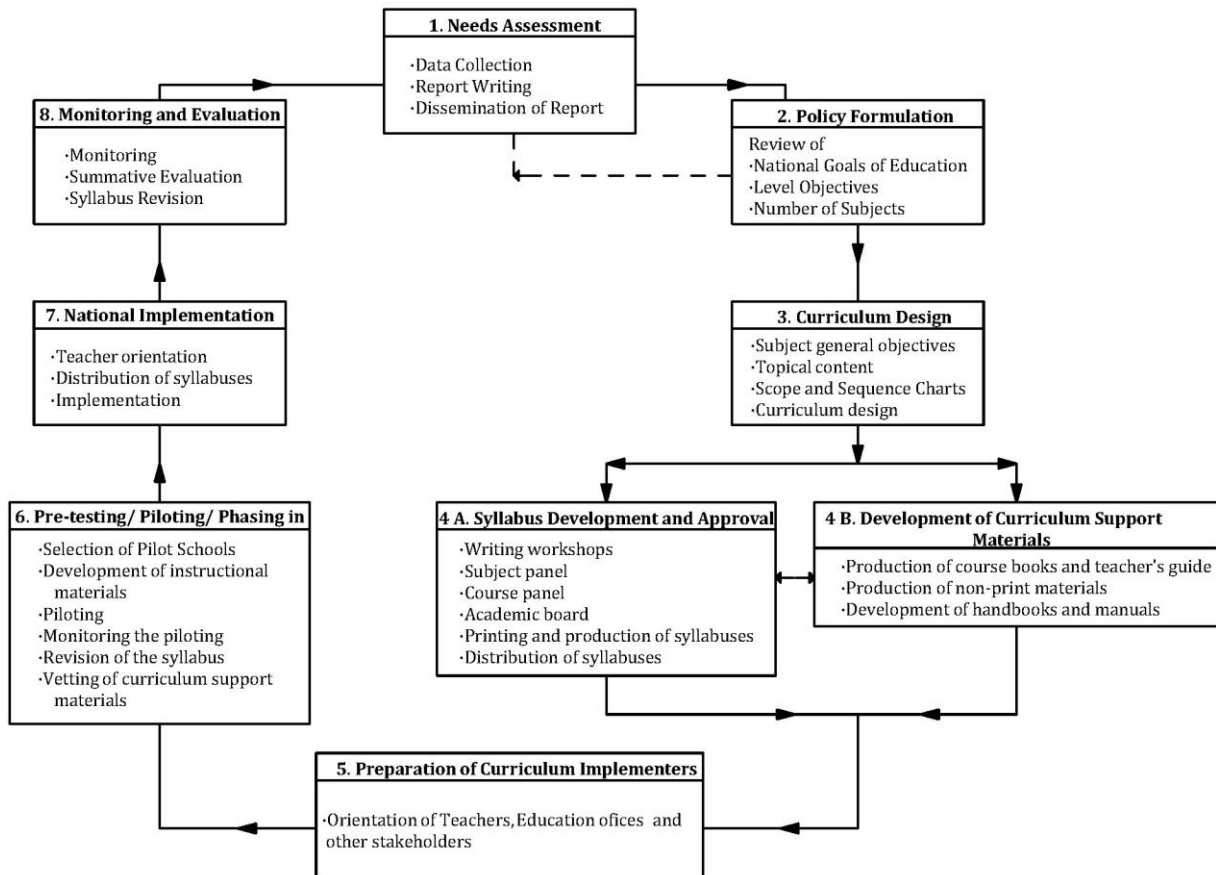 1. Needs Assessment
·Data Collection
·Report Writing
·Dissemination of Report
2. Policy Formulation
Review of
·National Goals of Education
·Level Objectives
·Number of Subjects
3. Curriculum Design
·Subject general objectives
·Topical content
·Scope and Sequence Charts
·Curriculum design
4 A. Syllabus Development and Approval
·Writing workshops
·Subject panel
·Course panel
·Academic board
·Printing and production of syllabuses
·Distribution of syllabuses
4 B. Development of Curriculum Support
Materials
·Production of course books and teacher's guide
·Production of non-print materials
·Development of handbooks and manuals
5. Preparation of Curriculum Implementers
·Orientation of Teachers,Education ofices and
other stakeholders
6. Pre-testing/ Piloting/ Phasing in
·Selection of Pilot Schools
·Development of instructional
materials
·Piloting
·Monitoring the piloting
·Revision of the syllabus
·Vetting of curriculum support
materials
7. National Implementation
·Teacher orientation
·Distribution of syllabuses
·Implementation
8. Monitoring and Evaluation
·Monitoring
·Summative Evaluation
·Syllabus Revision